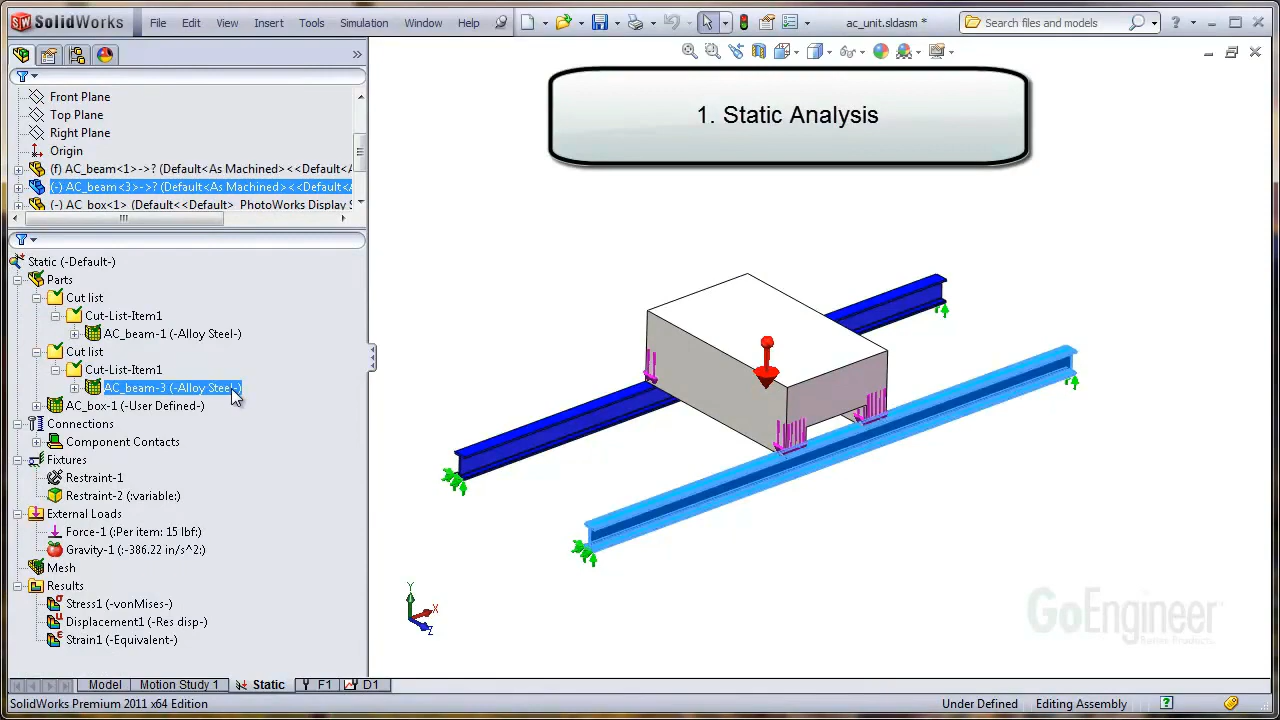 SolidWorks
File Edit View Insert Tools Simulation Window Help
ac_unit.sldasm *
Search files and models
1. Static Analysis
Front Plane
Top Plane
Right Plane
Origin
(f) AC_beam<1>->? (Default<As Machined><<Default<A
(-) AC_beam<3>->? (Default<As Machined><<Default<A
(-) AC_box<1> (Default<<Default>_PhotoWorks Display S
Static (-Default-)
Parts
Cut list
Cut-List-Item1
AC_beam-1 (-Alloy Steel-)
Cut list
Cut-List-Item1
AC_beam-3 (-Alloy Steel-)
AC_box-1 (-User Defined-)
Connections
Component Contacts
Fixtures
Restraint-1
Restraint-2 (:variable:)
External Loads
Force-1 (:Per item: 15 lbf:)
Gravity-1 (:-386.22 in/s^2:)
Mesh
Results
Stress1 (-vonMises-)
Displacement1 (-Res disp-)
Strain1 (-Equivalent-)
Y
X
Z
GoEngineer
Better Products.
Model Motion Study 1 Static F1 D1
SolidWorks Premium 2011 x64 Edition
Under Defined Editing Assembly